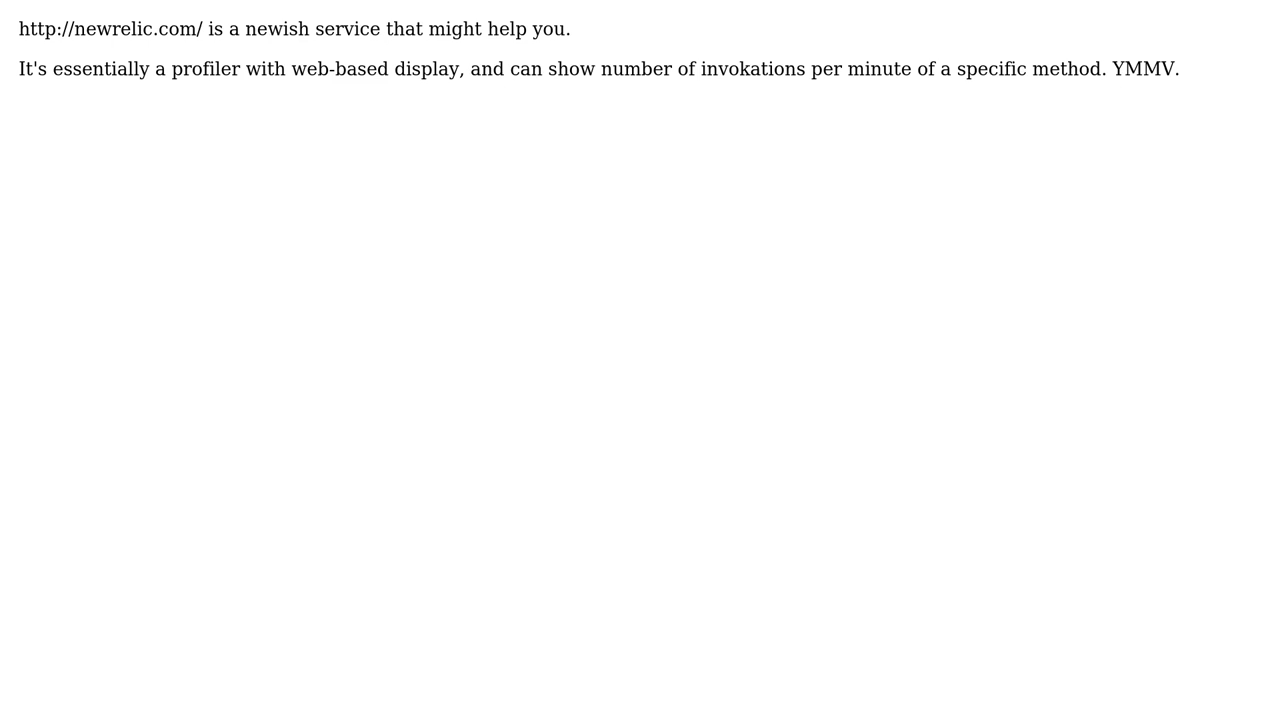 http://newrelic.com/ is a newish service that might help you.
It's essentially a profiler with web-based display, and can show number of invokations per minute of a specific method. YMMV.